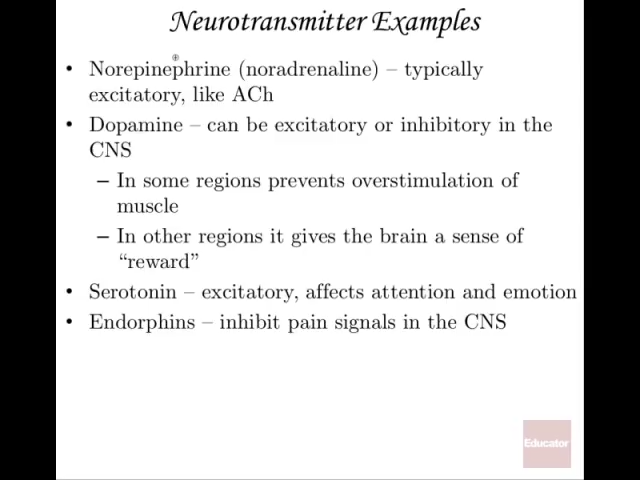 Neurotransmitter Examples
• Norepinephrine (noradrenaline) – typically
excitatory, like ACh
• Dopamine – can be excitatory or inhibitory in the
CNS
– In some regions prevents overstimulation of
muscle
– In other regions it gives the brain a sense of
“reward”
• Serotonin – excitatory, affects attention and emotion
• Endorphins – inhibit pain signals in the CNS
Educator